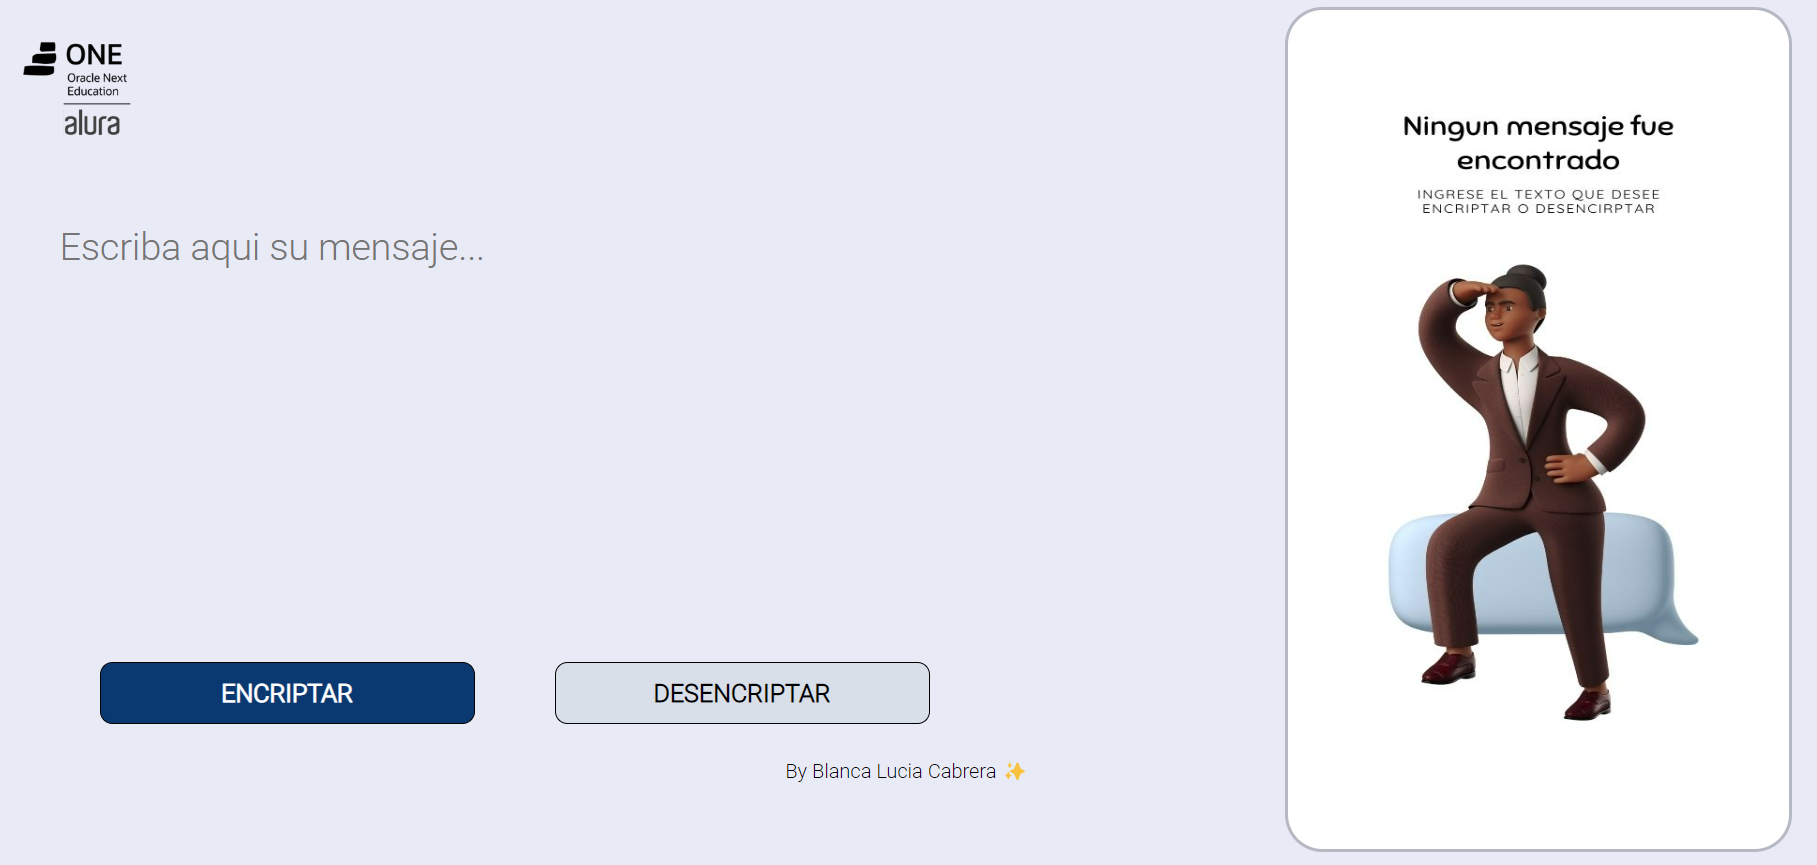 ONE
Oracle Next
Education
alura
Escriba aqui su mensaje...
ENCRIPTAR
DESENCRIPTAR
By Blanca Lucia Cabrera ✨
Ningun mensaje fue
encontrado
INGRESE EL TEXTO QUE DESEE
ENCRIPTAR O DESENCIRPTAR